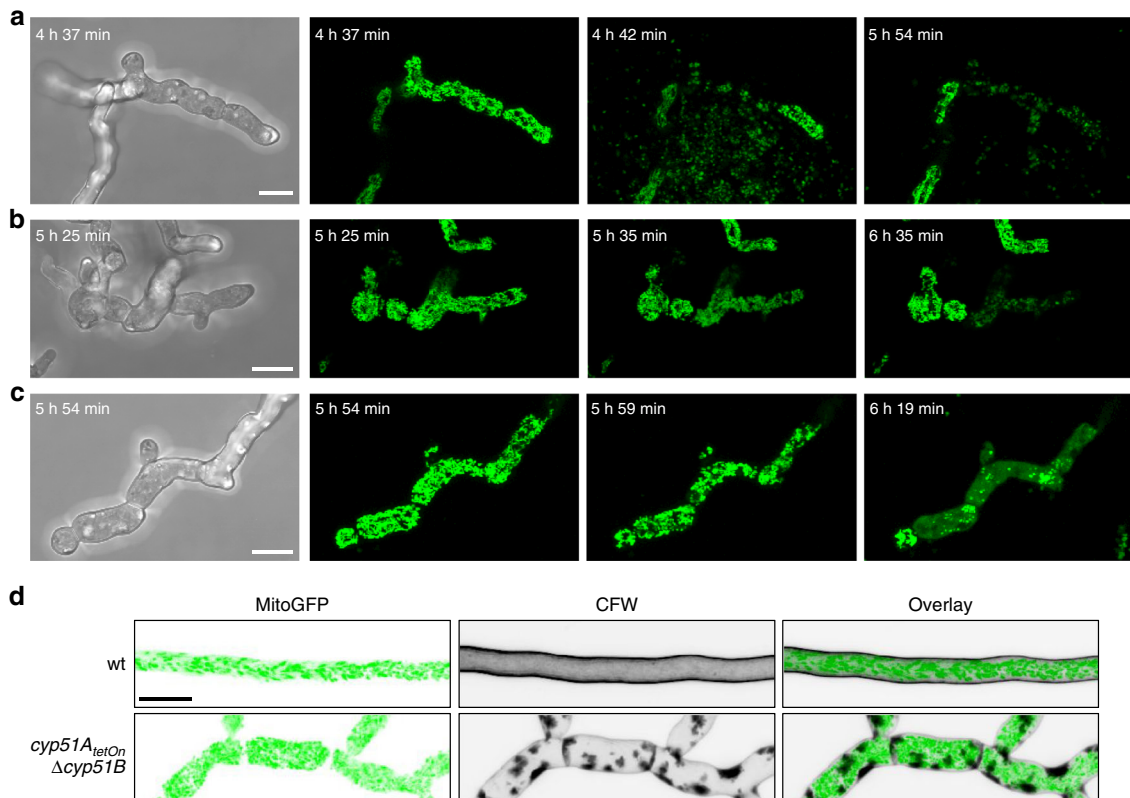 a
4 h 37 min
4 h 37 min
4 h 42 min
5 h 54 min
b
5 h 25 min
5 h 25 min
5 h 35 min
6 h 35 min
c
5 h 54 min
5 h 54 min
5 h 59 min
6 h 19 min
d
MitoGFP
CFW
Overlay
wt
cyp51A_tetOn
Δcyp51B